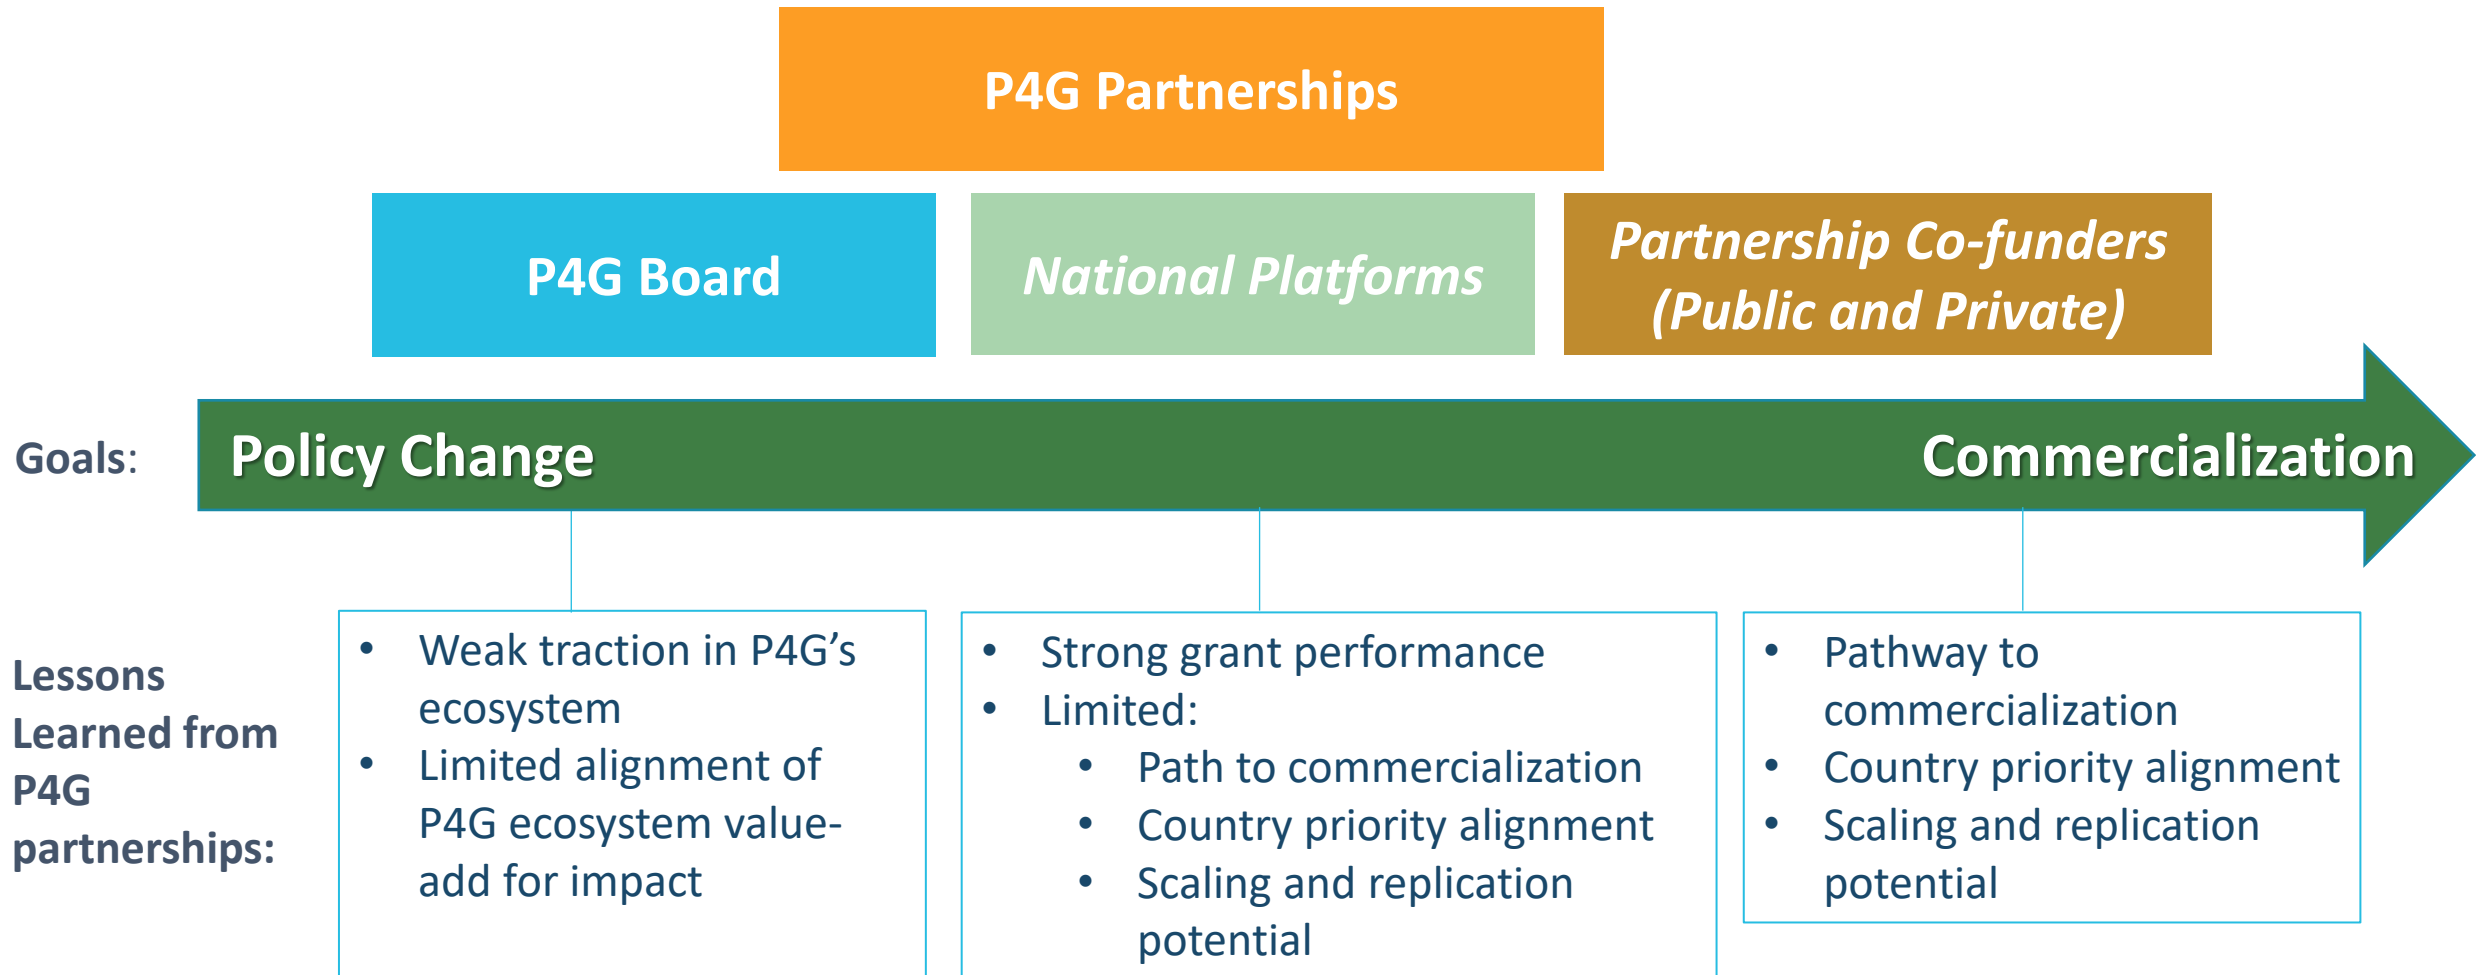 P4G Partnerships
P4G Board
National Platforms
Partnership Co-funders
(Public and Private)
Goals:
Policy Change
Commercialization
Lessons
Learned from
P4G
partnerships:
• Weak traction in P4G’s
ecosystem
• Limited alignment of
P4G ecosystem value-
add for impact
• Strong grant performance
• Limited:
• Path to commercialization
• Country priority alignment
• Scaling and replication
potential
• Pathway to
commercialization
• Country priority alignment
• Scaling and replication
potential